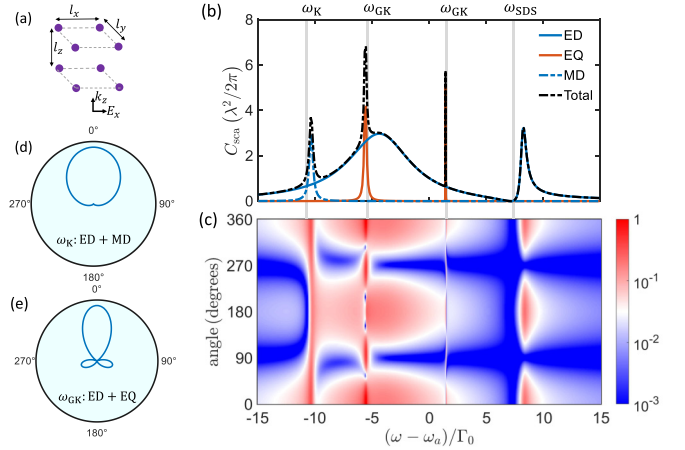 (a)
l_x
l_y
l_z
k_z
E_x
(b)
ω_K
ω_GK
ω_GK
ω_SDS
ED
EQ
MD
Total
C_sca (λ²/2π)
8
6
4
2
0
(c)
angle (degrees)
360
270
180
90
0
-15
-10
-5
0
5
10
15
(ω − ω_a)/Γ_0
1
10^-1
10^-2
10^-3
(d)
0°
270°
90°
ω_K: ED + MD
180°
(e)
0°
270°
90°
ω_GK: ED + EQ
180°